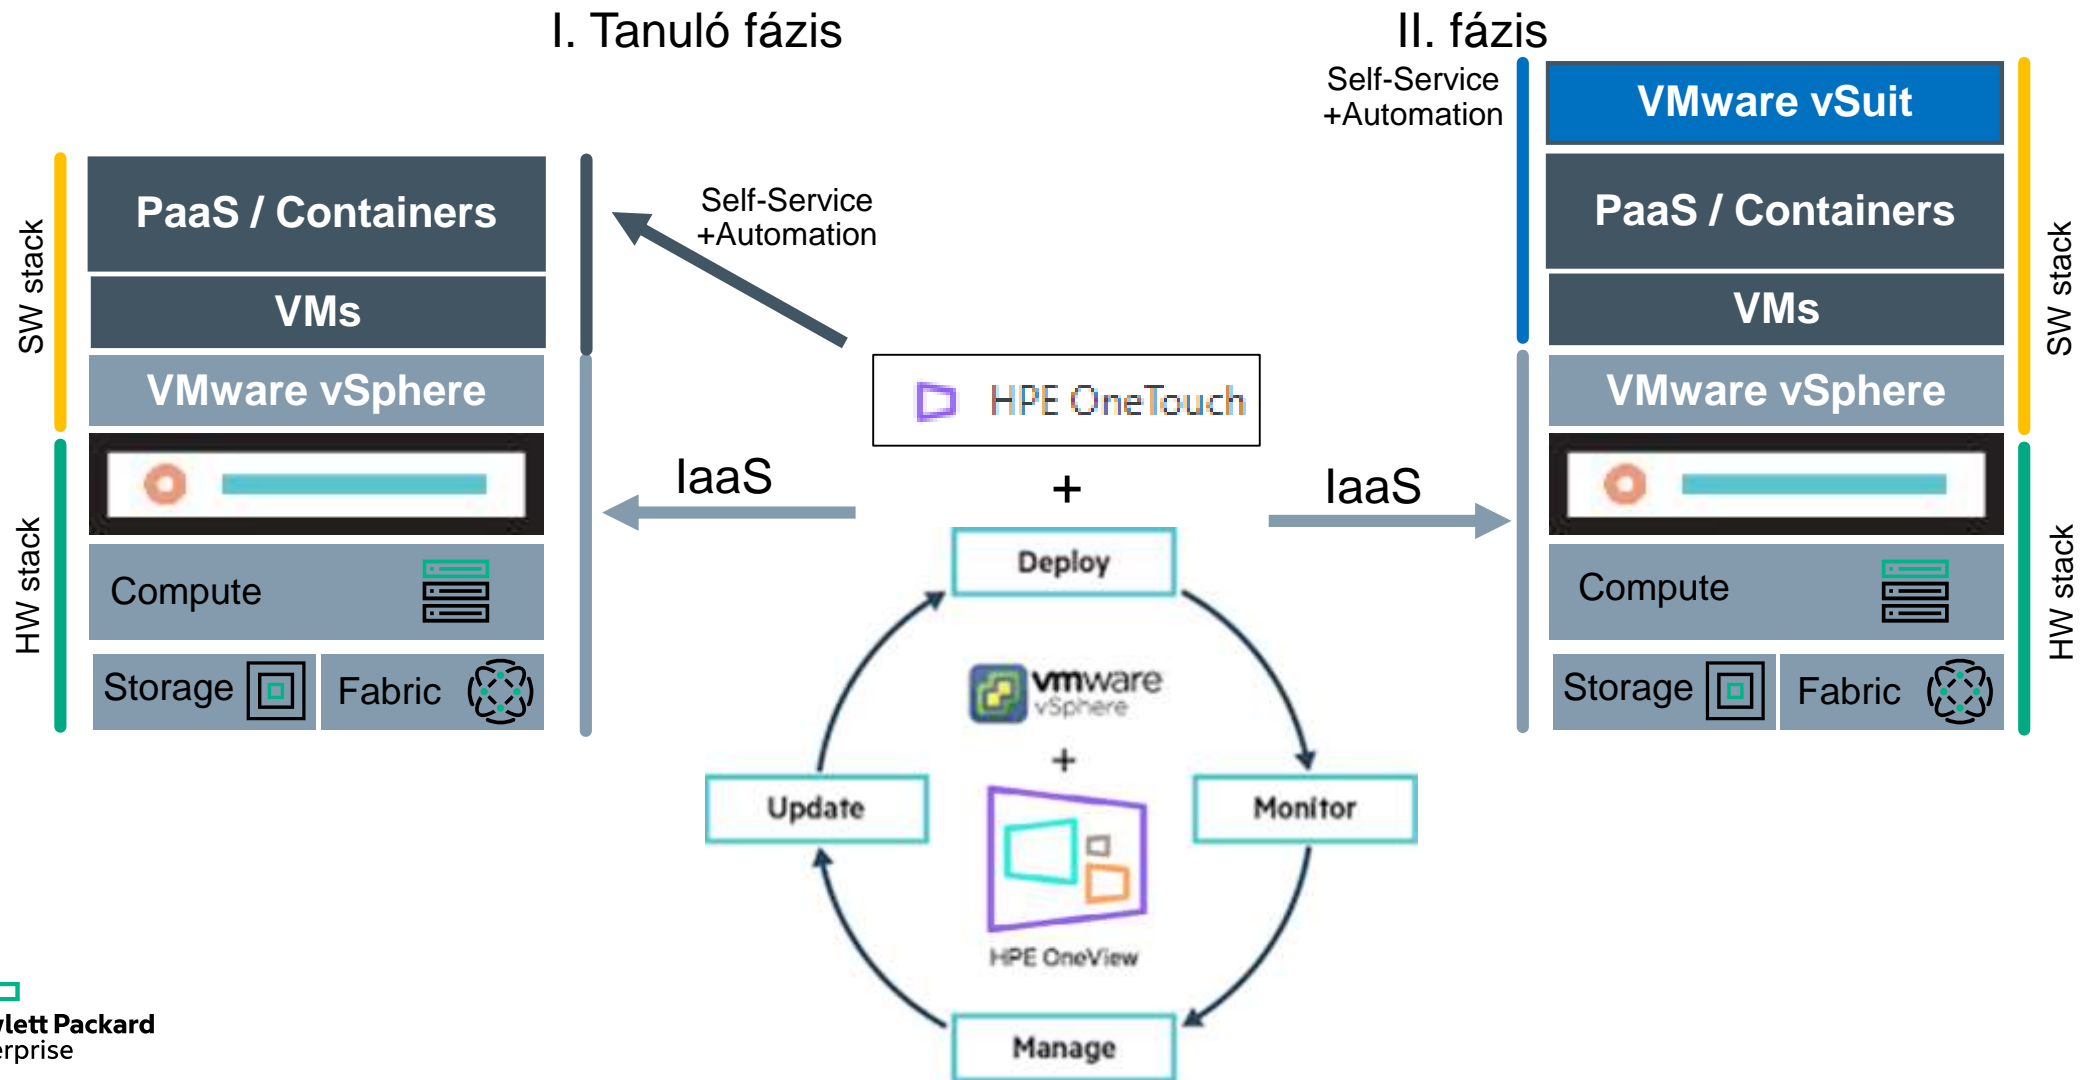 I. Tanuló fázis
II. fázis
SW stack
HW stack
PaaS / Containers
VMs
VMware vSphere
Compute
Storage
Fabric
Self-Service
+Automation
HPE OneTouch
+
IaaS
IaaS
Deploy
vmware
vSphere
+
Update
Monitor
HPE OneView
Manage
Self-Service
+Automation
VMware vSuit
PaaS / Containers
VMs
VMware vSphere
Compute
Storage
Fabric
SW stack
HW stack
lett Packard
erprise